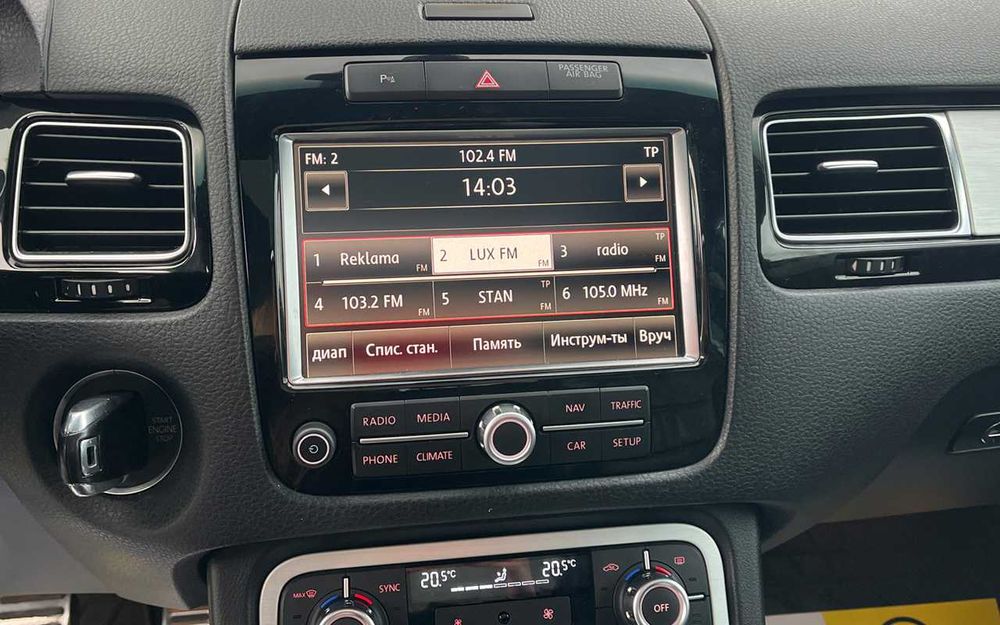 P
PASSENGER
AIR BAG
FM: 2 102.4 FM TP
14:03
1 Reklama FM 2 LUX FM FM 3 radio TP FM
4 103.2 FM FM 5 STAN TP FM 6 105.0 MHz FM
диап Спис. стан. Память Инструм-ты Вруч
START
ENGINE
STOP
RADIO MEDIA NAV TRAFFIC
PHONE CLIMATE CAR SETUP
MAX SYNC 20.5°C 20.5°C
OFF